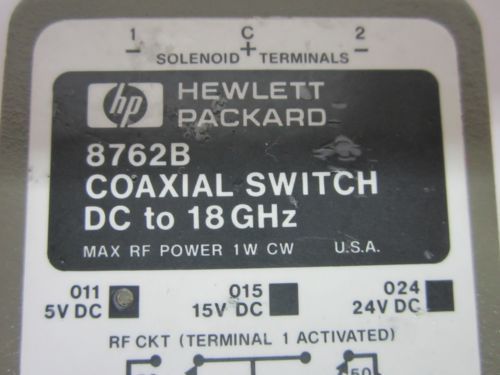 1 C 2
SOLENOID + TERMINALS
hp HEWLETT
PACKARD
8762B
COAXIAL SWITCH
DC to 18 GHz
MAX RF POWER 1W CW U.S.A.
011 015 024
5V DC 15V DC 24V DC
RF CKT (TERMINAL 1 ACTIVATED)
50